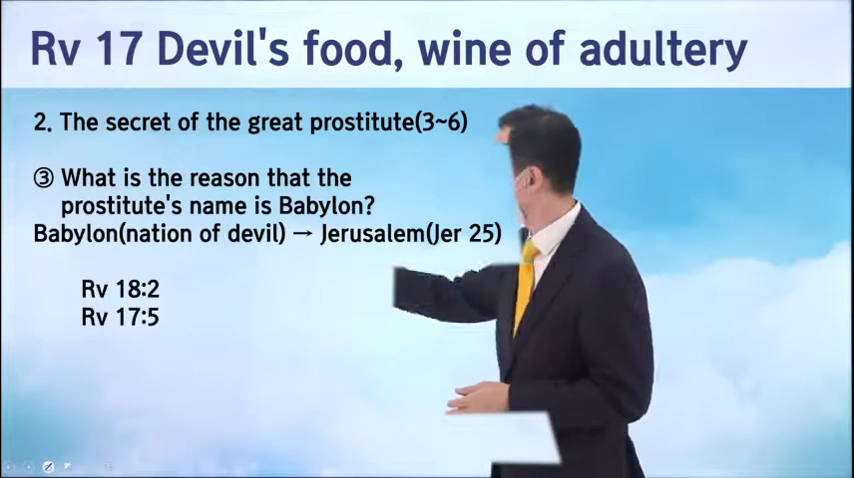 Rv 17 Devil's food, wine of adultery
2. The secret of the great prostitute(3~6)
③ What is the reason that the
prostitute's name is Babylon?
Babylon(nation of devil) → Jerusalem(Jer 25)
Rv 18:2
Rv 17:5